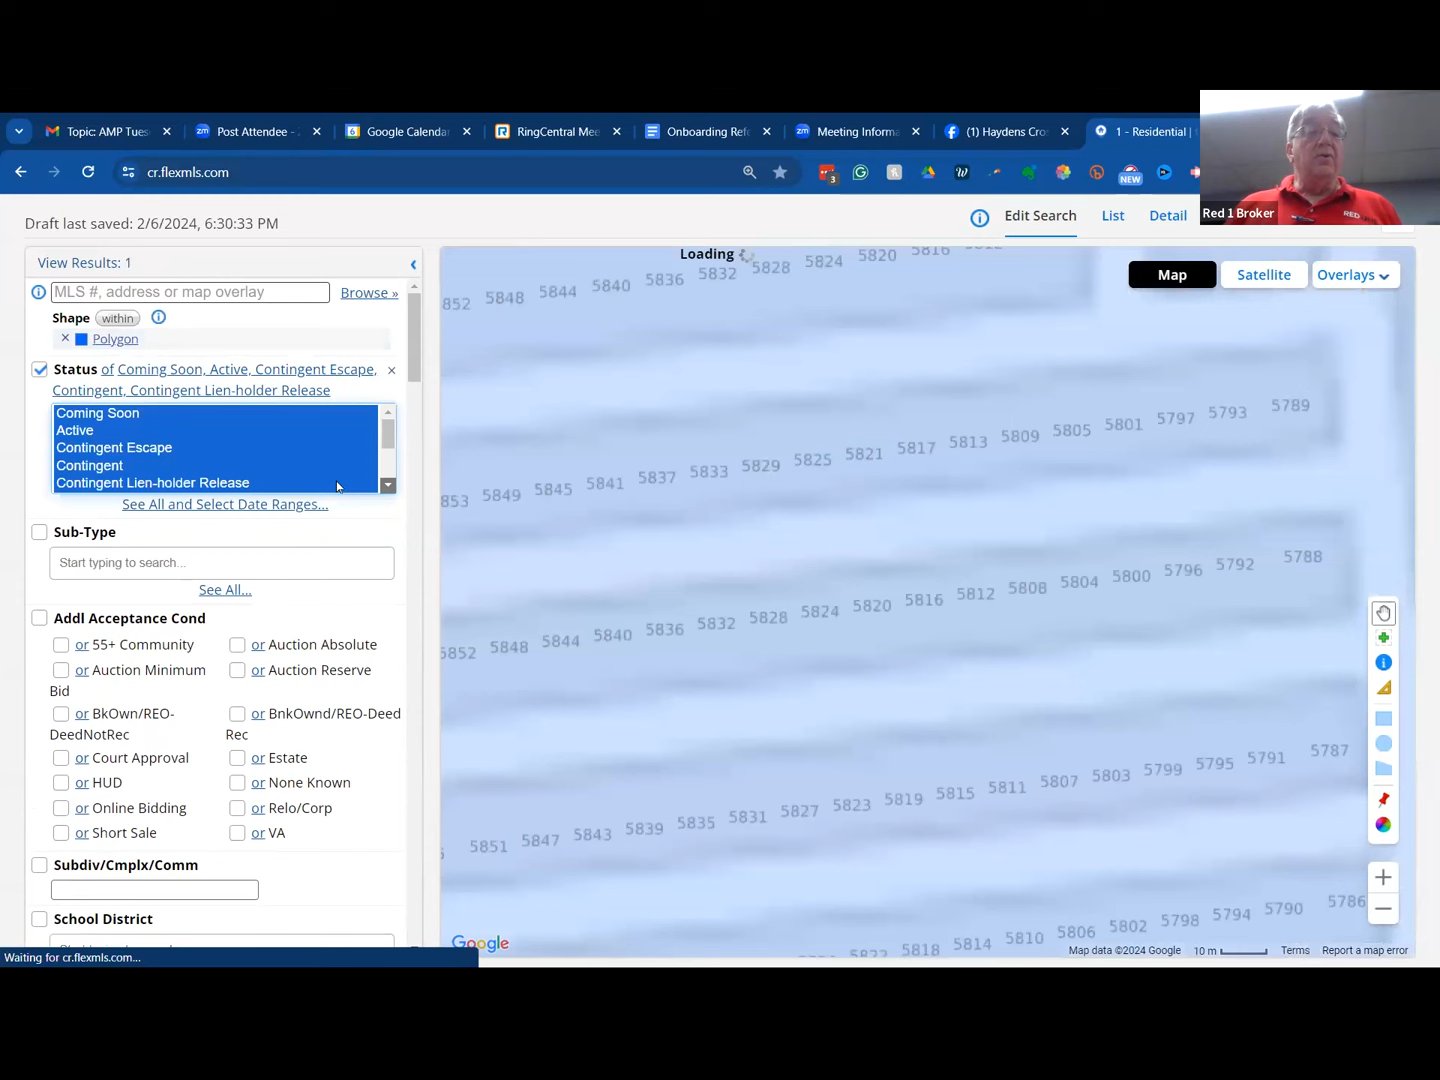 Topic: AMP Tues
Post Attendee -
Google Calenda
RingCentral Mee
Onboarding Refe
Meeting Informa
(1) Haydens Cro
1 - Residential |
cr.flexmls.com
3
NEW
Red 1 Broker
RED
Draft last saved: 2/6/2024, 6:30:33 PM
Edit Search
List
Detail
View Results: 1
MLS #, address or map overlay
Browse »
Shape within
Polygon
Status of Coming Soon, Active, Contingent Escape,
Contingent, Contingent Lien-holder Release
Coming Soon
Active
Contingent Escape
Contingent
Contingent Lien-holder Release
See All and Select Date Ranges...
Sub-Type
Start typing to search...
See All...
Addl Acceptance Cond
or 55+ Community
or Auction Absolute
or Auction Minimum
Bid
or Auction Reserve
or BkOwn/REO-
DeedNotRec
or BnkOwnd/REO-Deed
Rec
or Court Approval
or Estate
or HUD
or None Known
or Online Bidding
or Relo/Corp
or Short Sale
or VA
Subdiv/Cmplx/Comm
School District
Waiting for cr.flexmls.com...
Loading
Map
Satellite
Overlays
852 5848 5844 5840 5836 5832 5828 5824 5820 5816 5812
853 5849 5845 5841 5837 5833 5829 5825 5821 5817 5813 5809 5805 5801 5797 5793 5789
5852 5848 5844 5840 5836 5832 5828 5824 5820 5816 5812 5808 5804 5800 5796 5792 5788
5851 5847 5843 5839 5835 5831 5827 5823 5819 5815 5811 5807 5803 5799 5795 5791 5787
5822 5818 5814 5810 5806 5802 5798 5794 5790 5786
Google
Map data ©2024 Google
10 m
Terms
Report a map error